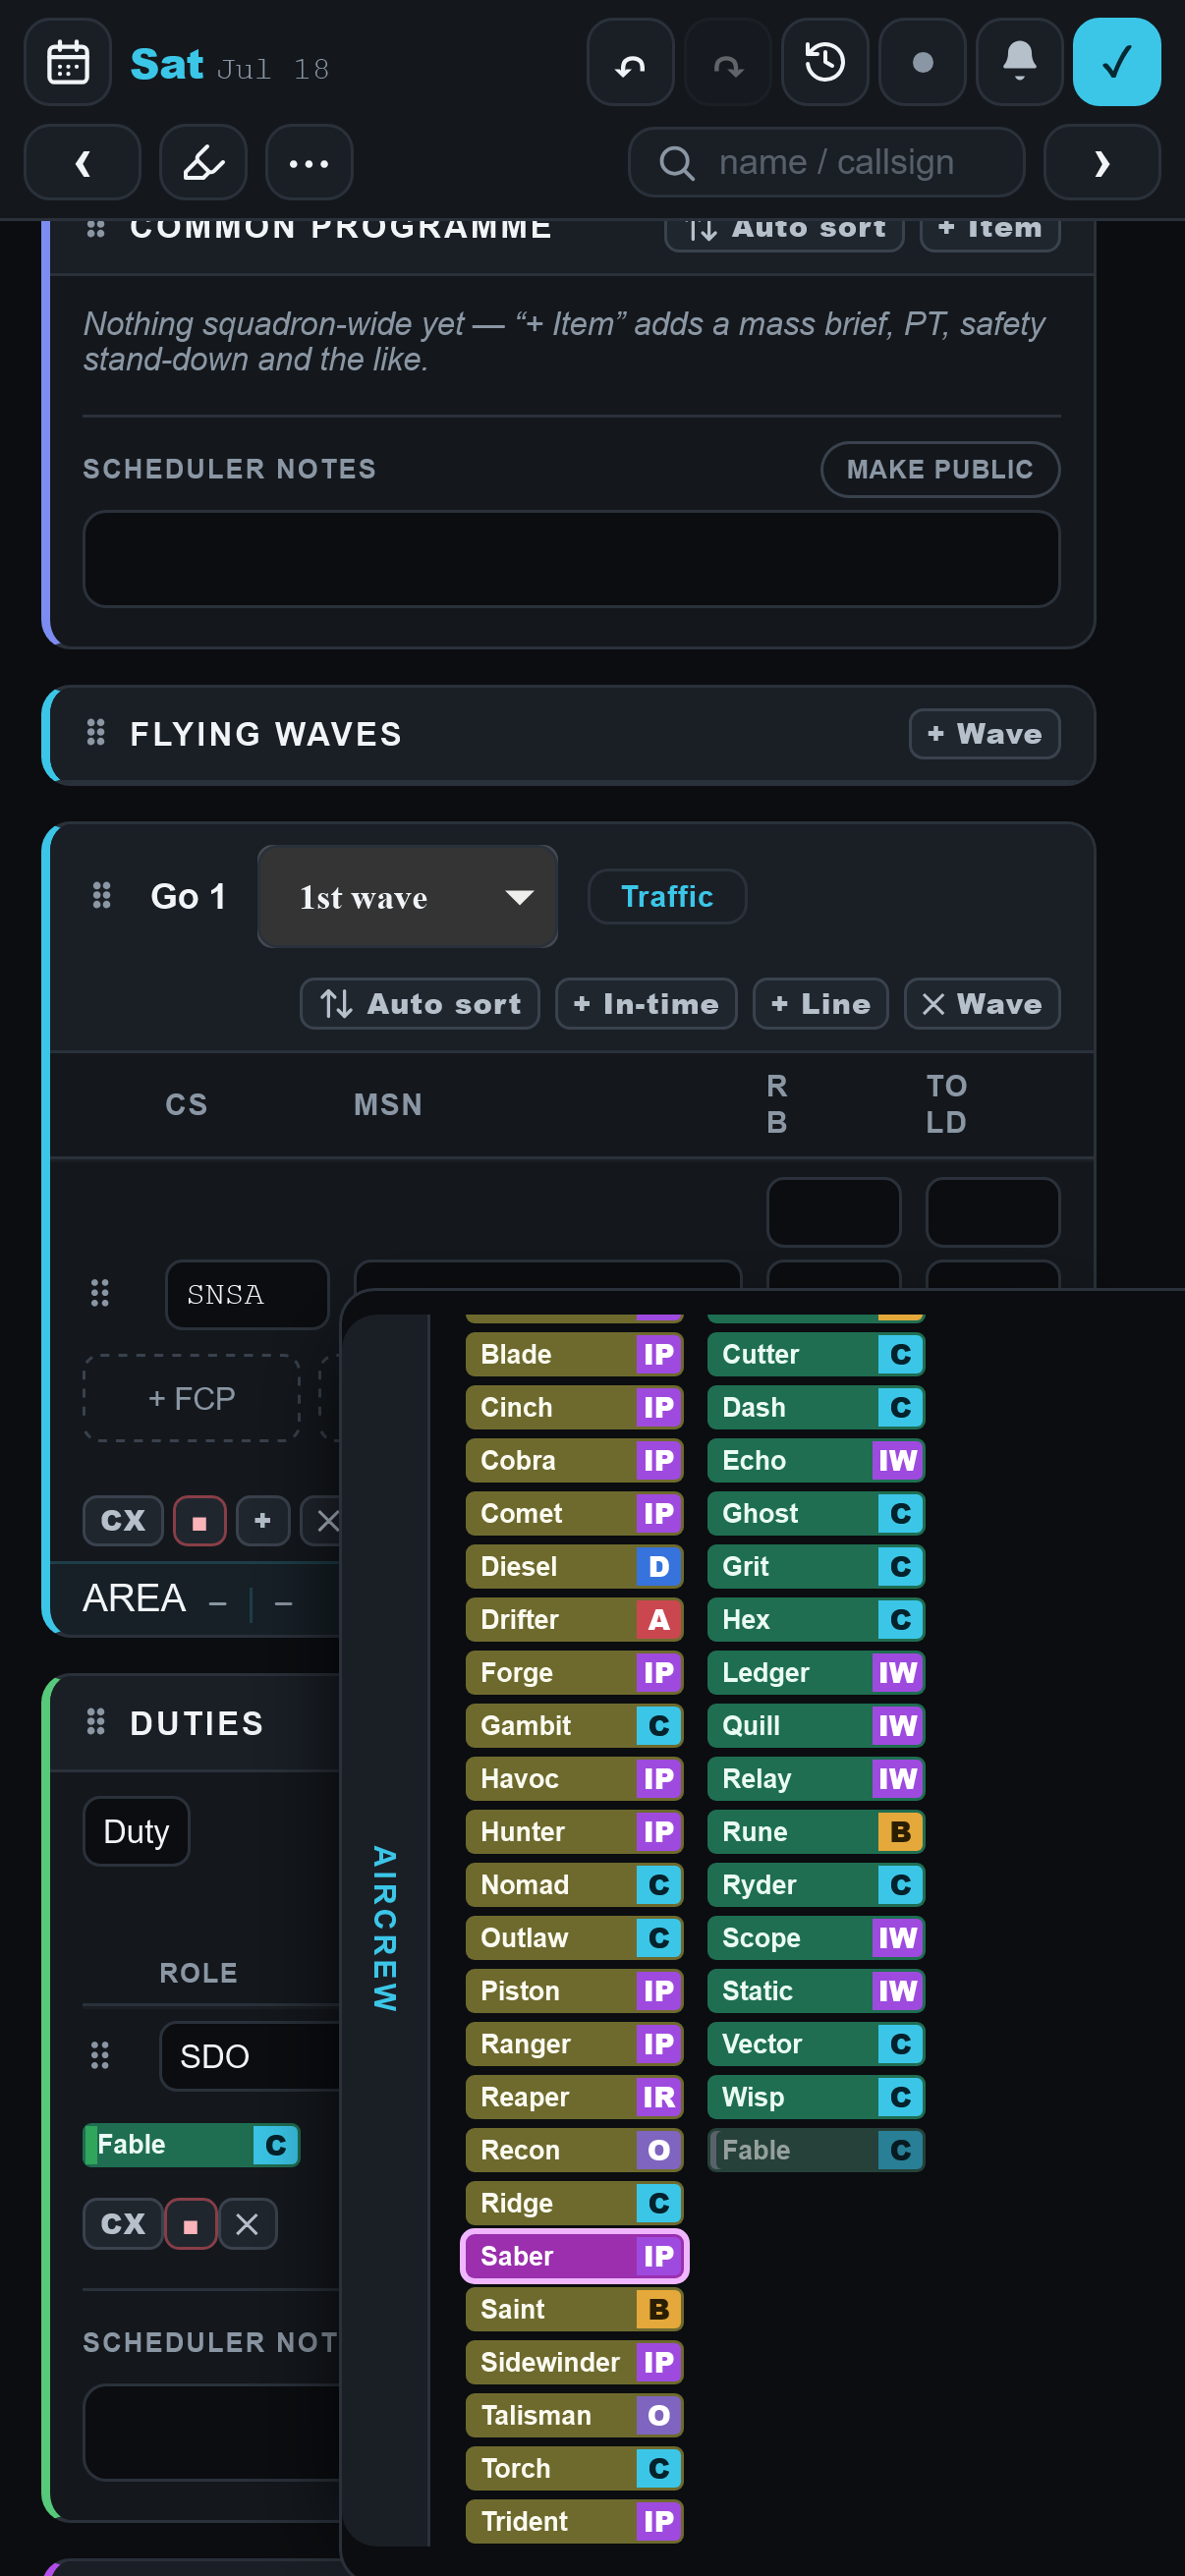 Sat Jul 18
name / callsign
COMMON PROGRAMME
Auto sort
+ Item
Nothing squadron-wide yet — “+ Item” adds a mass brief, PT, safety
stand-down and the like.
SCHEDULER NOTES
MAKE PUBLIC
FLYING WAVES
+ Wave
Go 1
1st wave
Traffic
Auto sort
+ In-time
+ Line
× Wave
CS
MSN
R
B
TO
LD
SNSA
+ FCP
CX
+
AREA – | –
DUTIES
Duty
ROLE
SDO
Fable C
CX
SCHEDULER NOT
AIRCREW
Blade IP
Cinch IP
Cobra IP
Comet IP
Diesel D
Drifter A
Forge IP
Gambit C
Havoc IP
Hunter IP
Nomad C
Outlaw C
Piston IP
Ranger IP
Reaper IR
Recon O
Ridge C
Saber IP
Saint B
Sidewinder IP
Talisman O
Torch C
Trident IP
Cutter C
Dash C
Echo IW
Ghost C
Grit C
Hex C
Ledger IW
Quill IW
Relay IW
Rune B
Ryder C
Scope IW
Static IW
Vector C
Wisp C
Fable C